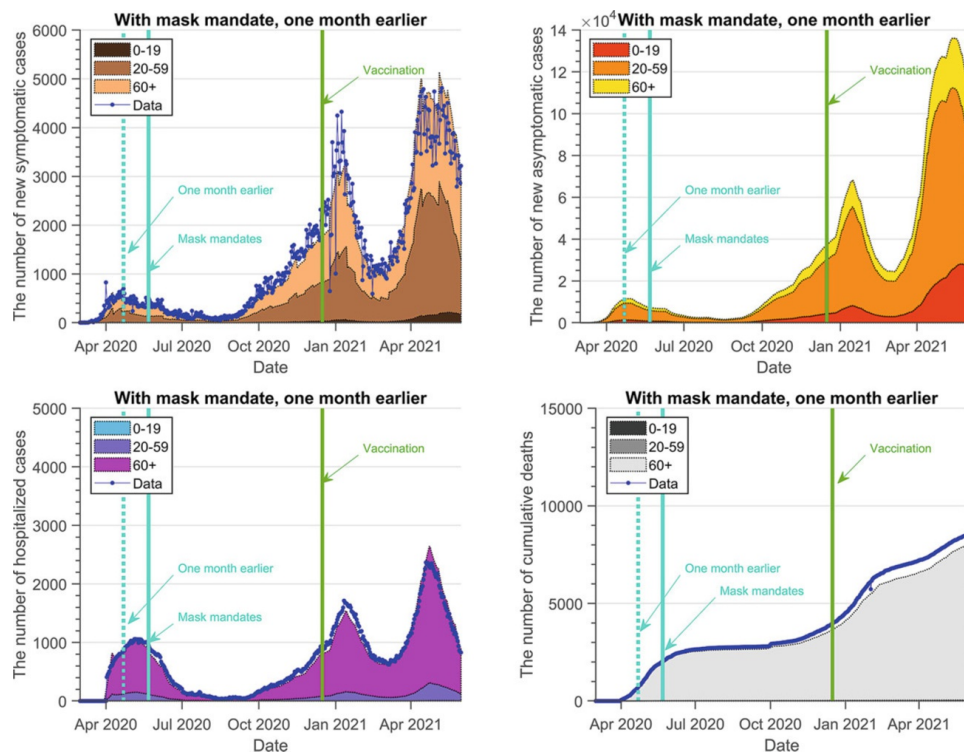 With mask mandate, one month earlier
The number of new symptomatic cases
6000
5000
4000
3000
2000
1000
0
0-19
20-59
60+
Data
Vaccination
One month earlier
Mask mandates
Apr 2020 Jul 2020 Oct 2020 Jan 2021 Apr 2021
Date
With mask mandate, one month earlier
×10⁴
The number of new asymptomatic cases
14
12
10
8
6
4
2
0
0-19
20-59
60+
Vaccination
One month earlier
Mask mandates
Apr 2020 Jul 2020 Oct 2020 Jan 2021 Apr 2021
Date
With mask mandate, one month earlier
The number of hospitalized cases
5000
4000
3000
2000
1000
0
0-19
20-59
60+
Data
Vaccination
One month earlier
Mask mandates
Apr 2020 Jul 2020 Oct 2020 Jan 2021 Apr 2021
Date
With mask mandate, one month earlier
The number of cumulative deaths
15000
10000
5000
0
0-19
20-59
60+
Data
Vaccination
One month earlier
Mask mandates
Apr 2020 Jul 2020 Oct 2020 Jan 2021 Apr 2021
Date